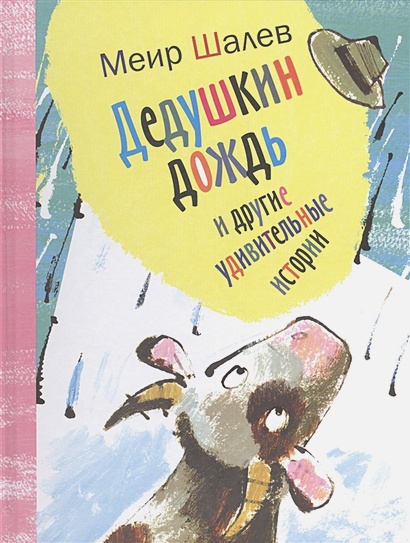 Меир Шалев
Дедушкин
дождь
и другие
удивительные
истории